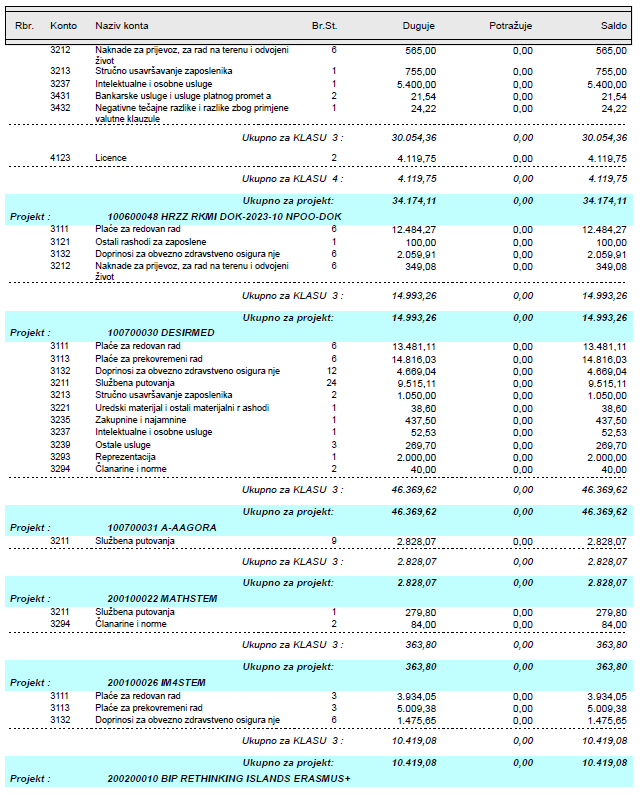 Rbr. Konto Naziv konta Br.St. Duguje Potražuje Saldo
3212 Naknade za prijevoz, za rad na terenu i odvojeni 6 565,00 0,00 565,00
život
3213 Stručno usavršavanje zaposlenika 1 755,00 0,00 755,00
3237 Intelektualne i osobne usluge 1 5.400,00 0,00 5.400,00
3431 Bankarske usluge i usluge platnog promet a 2 21,54 0,00 21,54
3432 Negativne tečajne razlike i razlike zbog primjene 1 24,22 0,00 24,22
valutne klauzule
Ukupno za KLASU 3 : 30.054,36 0,00 30.054,36
4123 Licence 2 4.119,75 0,00 4.119,75
Ukupno za KLASU 4 : 4.119,75 0,00 4.119,75
Ukupno za projekt: 34.174,11 0,00 34.174,11
Projekt : 100600048 HRZZ RKMI DOK-2023-10 NPOO-DOK
3111 Plaće za redovan rad 6 12.484,27 0,00 12.484,27
3121 Ostali rashodi za zaposlene 1 100,00 0,00 100,00
3132 Doprinosi za obvezno zdravstveno osigura nje 6 2.059,91 0,00 2.059,91
3212 Naknade za prijevoz, za rad na terenu i odvojeni 6 349,08 0,00 349,08
život
Ukupno za KLASU 3 : 14.993,26 0,00 14.993,26
Ukupno za projekt: 14.993,26 0,00 14.993,26
Projekt : 100700030 DESIRMED
3111 Plaće za redovan rad 6 13.481,11 0,00 13.481,11
3113 Plaće za prekovremeni rad 6 14.816,03 0,00 14.816,03
3132 Doprinosi za obvezno zdravstveno osigura nje 12 4.669,04 0,00 4.669,04
3211 Službena putovanja 24 9.515,11 0,00 9.515,11
3213 Stručno usavršavanje zaposlenika 2 1.050,00 0,00 1.050,00
3221 Uredski materijal i ostali materijalni r ashodi 1 38,60 0,00 38,60
3235 Zakupnine i najamnine 1 437,50 0,00 437,50
3237 Intelektualne i osobne usluge 1 52,53 0,00 52,53
3239 Ostale usluge 3 269,70 0,00 269,70
3293 Reprezentacija 1 2.000,00 0,00 2.000,00
3294 Članarine i norme 2 40,00 0,00 40,00
Ukupno za KLASU 3 : 46.369,62 0,00 46.369,62
Ukupno za projekt: 46.369,62 0,00 46.369,62
Projekt : 100700031 A-AAGORA
3211 Službena putovanja 9 2.828,07 0,00 2.828,07
Ukupno za KLASU 3 : 2.828,07 0,00 2.828,07
Ukupno za projekt: 2.828,07 0,00 2.828,07
Projekt : 200100022 MATHSTEM
3211 Službena putovanja 1 279,80 0,00 279,80
3294 Članarine i norme 2 84,00 0,00 84,00
Ukupno za KLASU 3 : 363,80 0,00 363,80
Ukupno za projekt: 363,80 0,00 363,80
Projekt : 200100026 IM4STEM
3111 Plaće za redovan rad 3 3.934,05 0,00 3.934,05
3113 Plaće za prekovremeni rad 3 5.009,38 0,00 5.009,38
3132 Doprinosi za obvezno zdravstveno osigura nje 6 1.475,65 0,00 1.475,65
Ukupno za KLASU 3 : 10.419,08 0,00 10.419,08
Ukupno za projekt: 10.419,08 0,00 10.419,08
Projekt : 200200010 BIP RETHINKING ISLANDS ERASMUS+